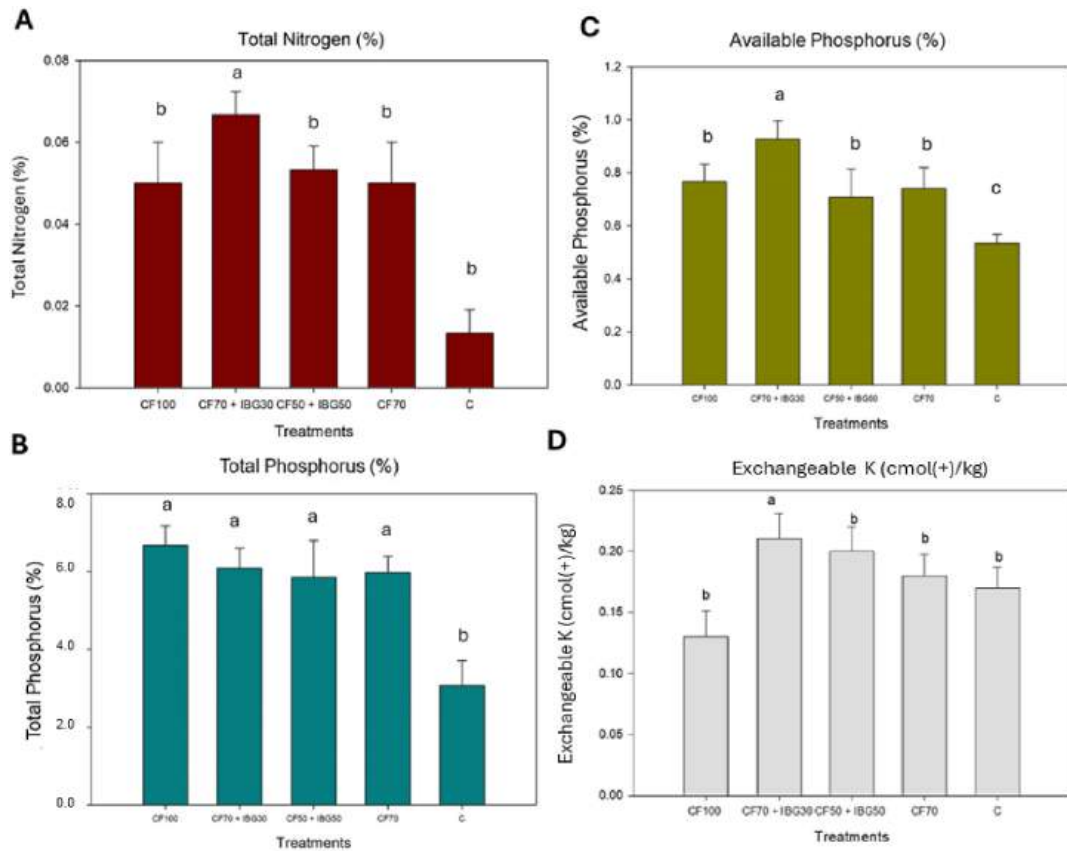 A
Total Nitrogen (%)
Total Nitrogen (%)
0.08
0.06
0.04
0.02
0.00
b
a
b
b
b
CF100
CF70 + IBG30
CF50 + IBG50
CF70
C
Treatments
B
Total Phosphorus (%)
Total Phosphorus (%)
8.0
6.0
4.0
2.0
0.0
a
a
a
a
b
CF100
CF70 + IBG30
CF50 + IBG50
CF70
C
Treatments
C
Available Phosphorus (%)
Available Phosphorus (%)
1.2
1.0
0.8
0.6
0.4
0.2
0.0
b
a
b
b
c
CF100
CF70 + IBG30
CF70
C
Treatments
D
Exchangeable K (cmol(+)/kg)
Exchangeable K (cmol(+)/kg)
0.25
0.20
0.15
0.10
0.05
0.00
b
a
b
b
b
CF100
CF70 + IBG30
CF50 + IBG50
CF70
C
Treatments